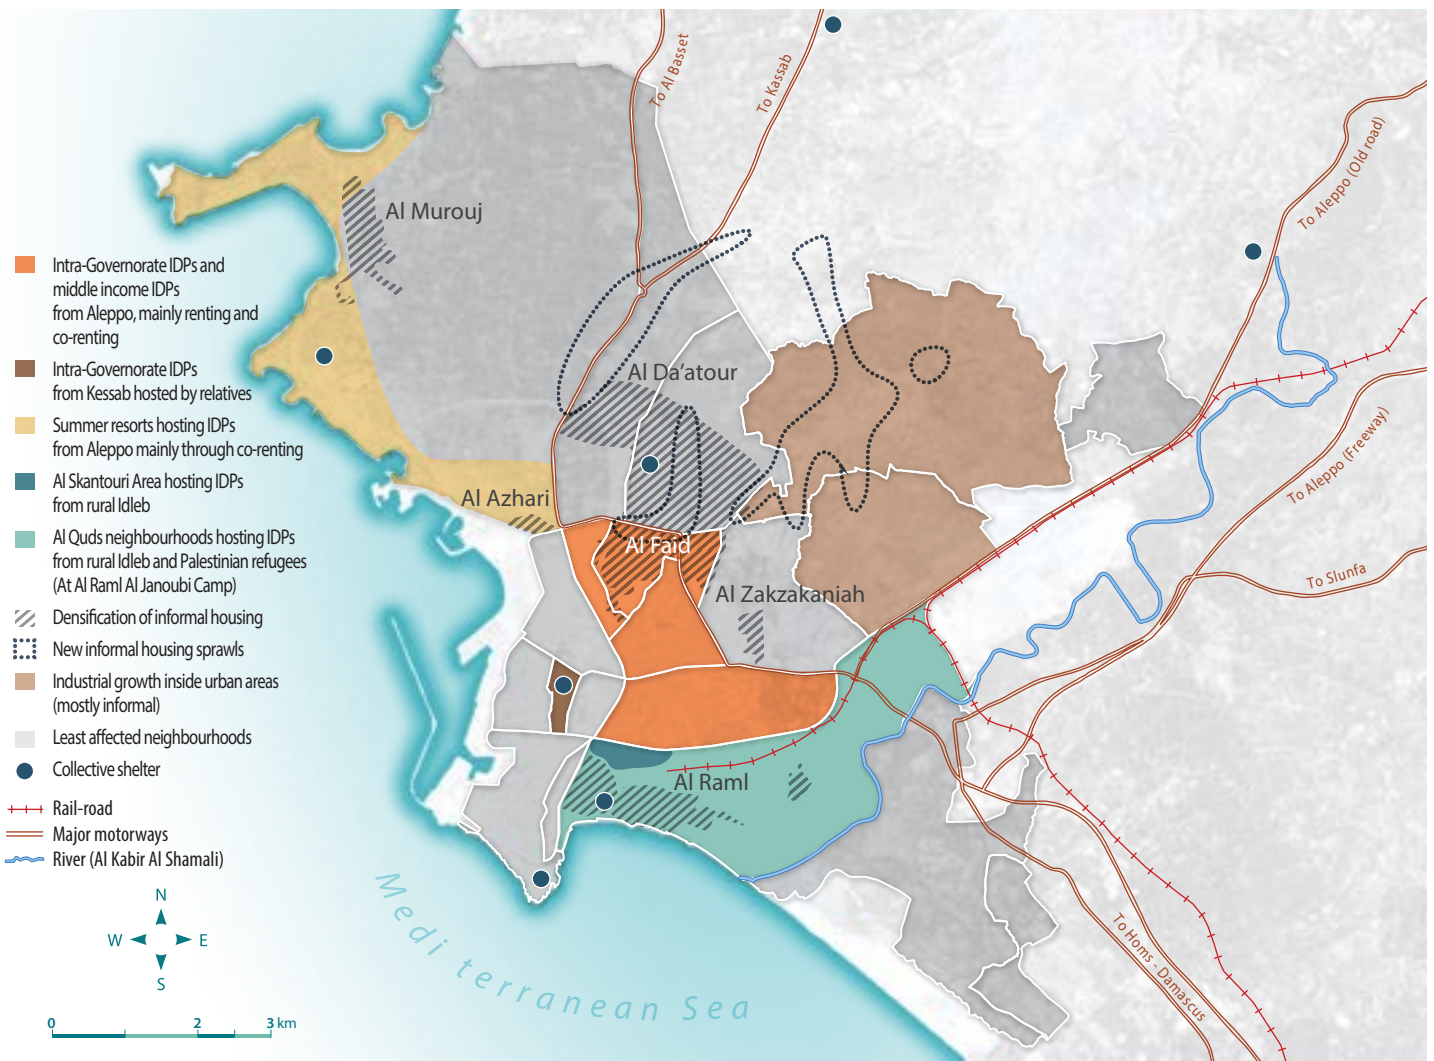 To Al Basset
To Kassab
To Aleppo (Old road)
Al Murouj
Intra-Governorate IDPs and
middle income IDPs
from Aleppo, mainly renting and
co-renting
Intra-Governorate IDPs
from Kessab hosted by relatives
Summer resorts hosting IDPs
from Aleppo mainly through co-renting
Al Skantouri Area hosting IDPs
from rural Idleb
Al Quds neighbourhoods hosting IDPs
from rural Idleb and Palestinian refugees
(At Al Raml Al Janoubi Camp)
Densification of informal housing
New informal housing sprawls
Industrial growth inside urban areas
(mostly informal)
Least affected neighbourhoods
Collective shelter
Rail-road
Major motorways
River (Al Kabir Al Shamali)
Al Da'atour
Al Azhari
Al Faid
Al Zakzakaniah
Al Raml
To Aleppo (Freeway)
To Slunfa
To Homs - Damascus
Medi terranean Sea
N
W E
S
0 2 3 km